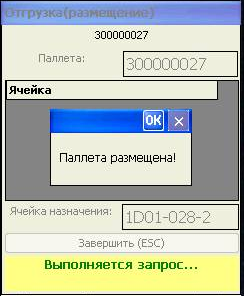 Отгрузка(размещение)
300000027
Паллета: 300000027
Ячейка
OK ×
Паллета размещена!
Ячейка назначения: 1D01-028-2
Завершить (ESC)
Выполняется запрос...